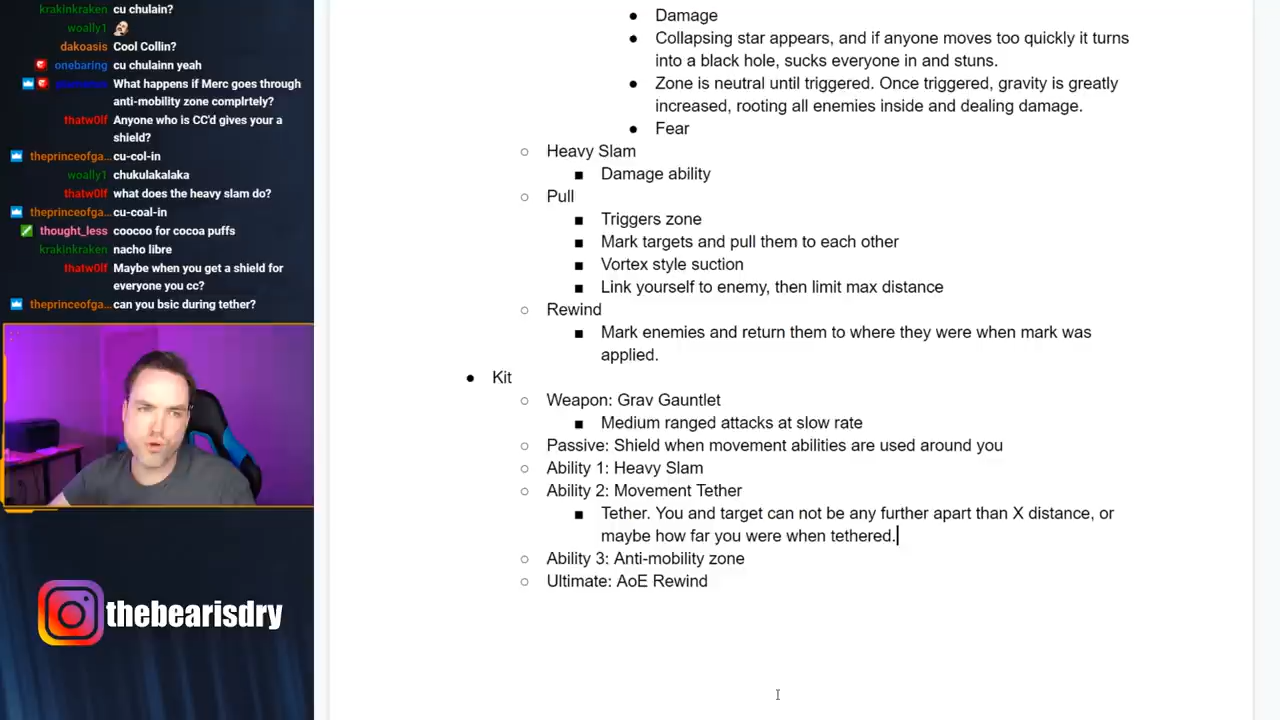 krakinkraken cu chulain?
woally1
dakoasis Cool Collin?
onebaring cu chulainn yeah
What happens if Merc goes through
anti-mobility zone complrtely?
thatw0lf Anyone who is CC'd gives your a
shield?
theprinceofga... cu-col-in
woally1 chukulakalaka
thatw0lf what does the heavy slam do?
theprinceofga... cu-coal-in
thought_less coocoo for cocoa puffs
krakinkraken nacho libre
thatw0lf Maybe when you get a shield for
everyone you cc?
theprinceofga... can you bsic during tether?
thebearisdry
Damage
Collapsing star appears, and if anyone moves too quickly it turns
into a black hole, sucks everyone in and stuns.
Zone is neutral until triggered. Once triggered, gravity is greatly
increased, rooting all enemies inside and dealing damage.
Fear
Heavy Slam
Damage ability
Pull
Triggers zone
Mark targets and pull them to each other
Vortex style suction
Link yourself to enemy, then limit max distance
Rewind
Mark enemies and return them to where they were when mark was
applied.
Kit
Weapon: Grav Gauntlet
Medium ranged attacks at slow rate
Passive: Shield when movement abilities are used around you
Ability 1: Heavy Slam
Ability 2: Movement Tether
Tether. You and target can not be any further apart than X distance, or
maybe how far you were when tethered.
Ability 3: Anti-mobility zone
Ultimate: AoE Rewind